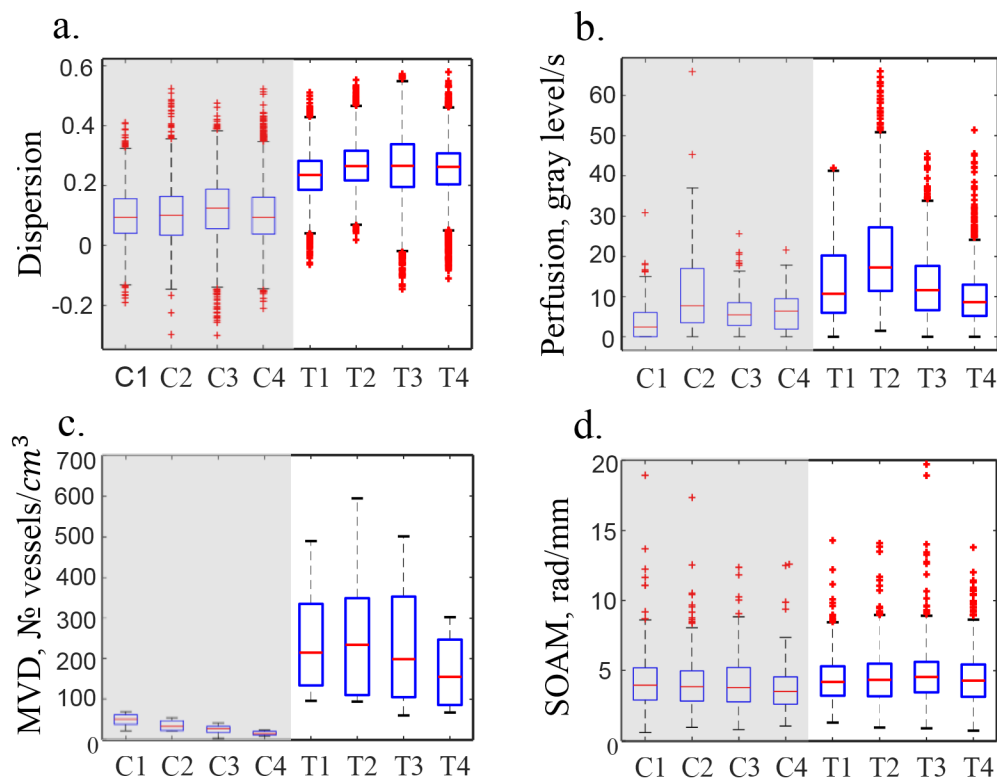 a.
Dispersion
0.6
0.4
0.2
0
-0.2
C1 C2 C3 C4 T1 T2 T3 T4
b.
Perfusion, gray level/s
60
50
40
30
20
10
0
C1 C2 C3 C4 T1 T2 T3 T4
c.
MVD, № vessels/cm³
700
600
500
400
300
200
100
0
C1 C2 C3 C4 T1 T2 T3 T4
d.
SOAM, rad/mm
20
15
10
5
0
C1 C2 C3 C4 T1 T2 T3 T4